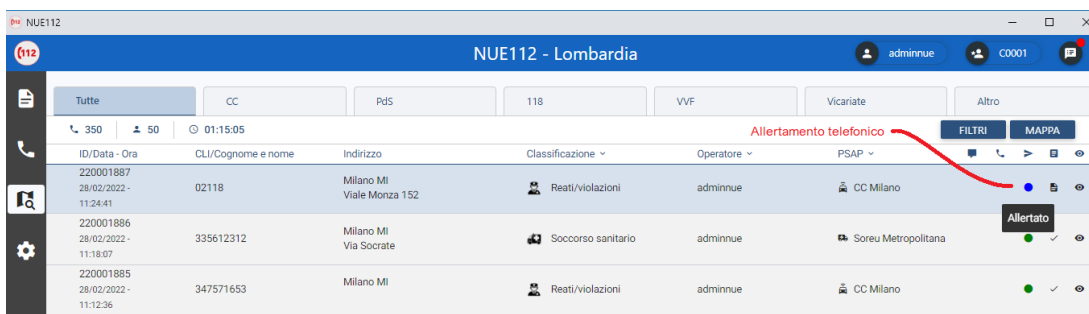 112 NUE112
112 NUE112 - Lombardia adminnue C0001
Tutte CC PdS 118 VVF Vicariate Altro
350 50 01:15:05 Allertamento telefonico FILTRI MAPPA
ID/Data - Ora CLI/Cognome e nome Indirizzo Classificazione Operatore PSAP
220001887
28/02/2022 -
11:24:41
02118
Milano MI
Viale Monza 152
Reati/violazioni adminnue CC Milano
Allertato
220001886
28/02/2022 -
11:18:07
335612312
Milano MI
Via Socrate
Soccorso sanitario adminnue Soreu Metropolitana
220001885
28/02/2022 -
11:12:36
347571653
Milano MI
Reati/violazioni adminnue CC Milano